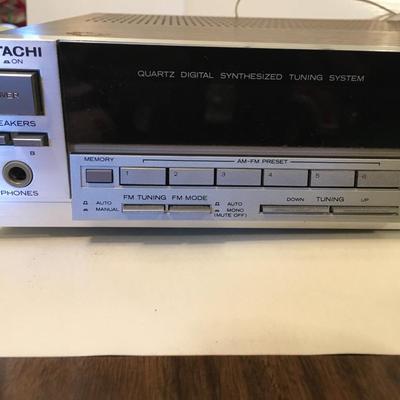 TACHI
ON
QUARTZ DIGITAL SYNTHESIZED TUNING SYSTEM
OWER
EAKERS
B
PHONES
MEMORY
AM-FM PRESET
1 2 3 4 5 6
FM TUNING FM MODE
AUTO
MANUAL
AUTO
MONO
(MUTE OFF)
DOWN TUNING UP